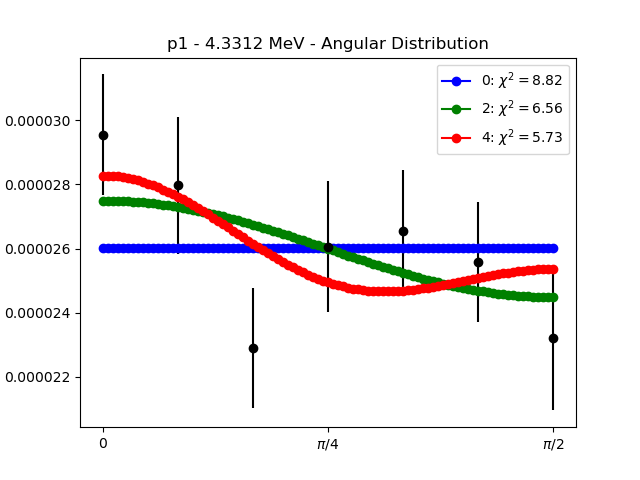 p1 - 4.3312 MeV - Angular Distribution
0: χ² = 8.82
2: χ² = 6.56
4: χ² = 5.73
0.000030
0.000028
0.000026
0.000024
0.000022
0
π/4
π/2